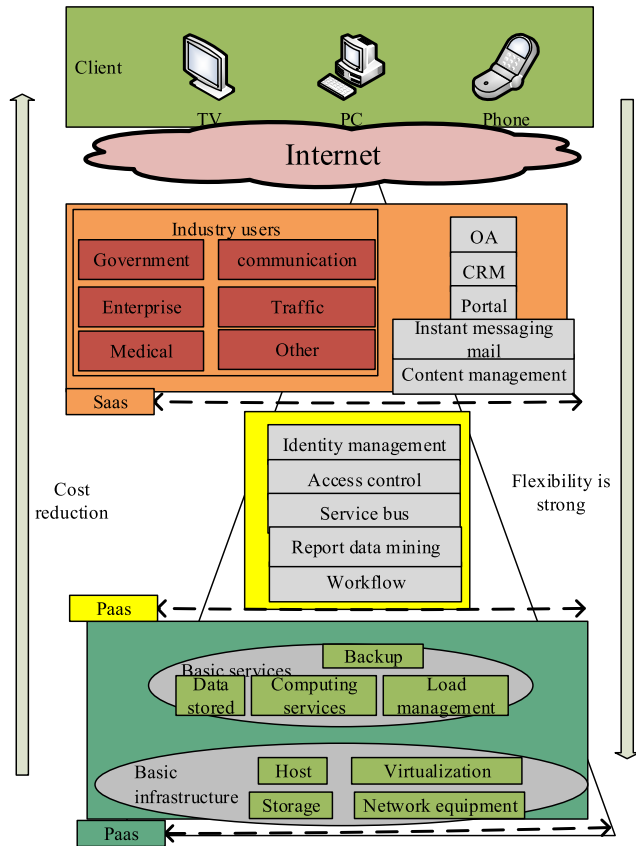 Client
TV
PC
Phone
Internet
Industry users
Government
communication
Enterprise
Traffic
Medical
Other
OA
CRM
Portal
Instant messaging
mail
Content management
Saas
Identity management
Access control
Service bus
Report data mining
Workflow
Cost
reduction
Flexibility is
strong
Paas
Basic services
Backup
Data
stored
Computing
services
Load
management
Basic
infrastructure
Host
Virtualization
Storage
Network equipment
Paas